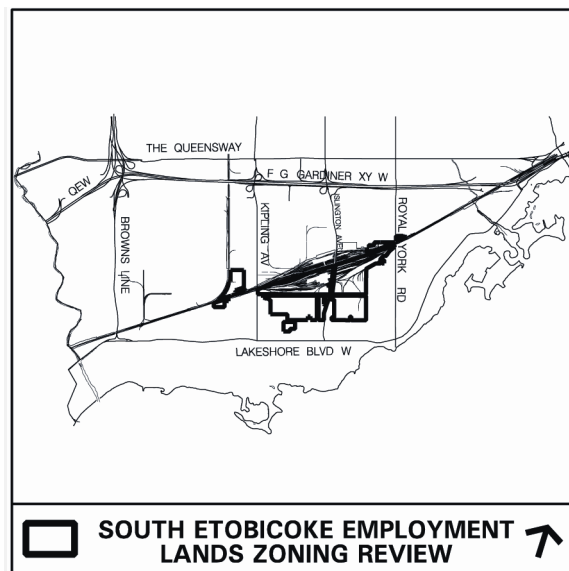 THE QUEENSWAY
F G GARDINER XY W
QEW
BROWNS LINE
KIPLING AV
ISLINGTON AVE
ROYAL YORK RD
LAKESHORE BLVD W
SOUTH ETOBICOKE EMPLOYMENT
LANDS ZONING REVIEW